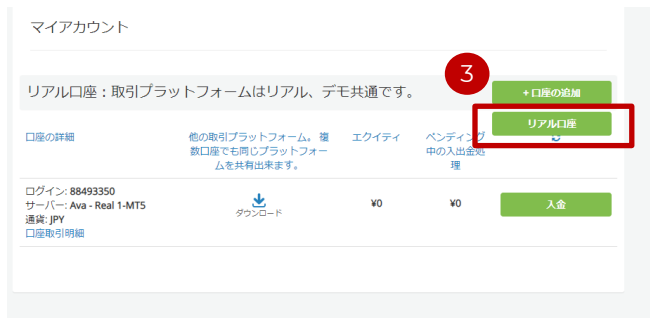 マイアカウント
3
リアル口座：取引プラットフォームはリアル、デモ共通です。
+口座の追加
リアル口座
口座の詳細
他の取引プラットフォーム。 複
数口座でも同じプラットフォー
ムを共有出来ます。
エクイティ
ペンディング
中の入出金処
理
ログイン: 88493350
サーバー: Ava - Real 1-MT5
通貨: JPY
口座取引明細
ダウンロード
¥0
¥0
入金